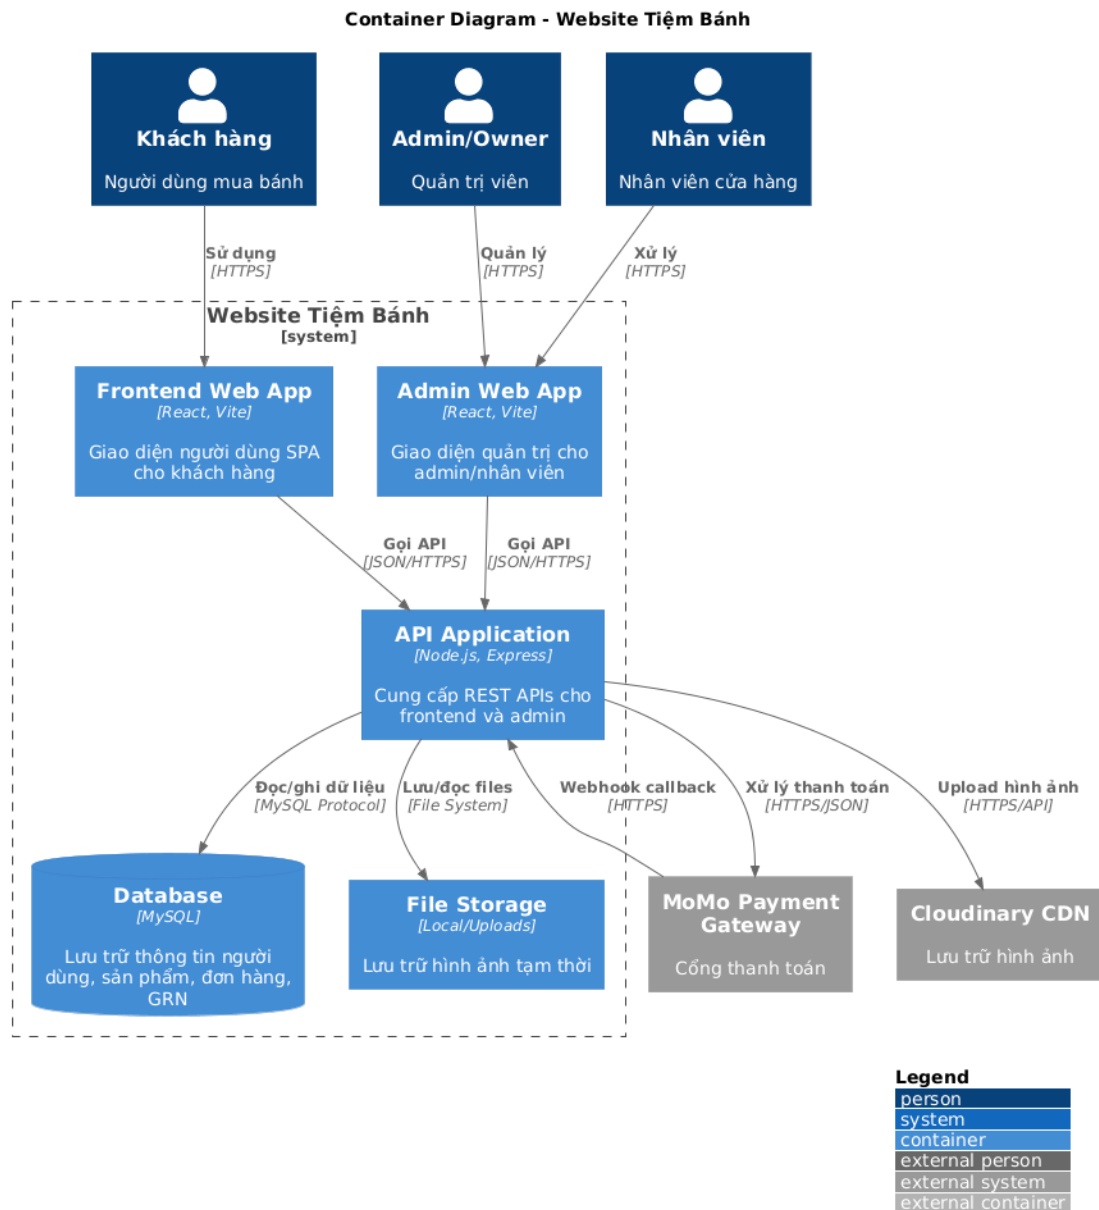 Container Diagram - Website Tiệm Bánh
Khách hàng
Người dùng mua bánh
Admin/Owner
Quản trị viên
Nhân viên
Nhân viên cửa hàng
Sử dụng
[HTTPS]
Quản lý
[HTTPS]
Xử lý
[HTTPS]
Website Tiệm Bánh
[system]
Frontend Web App
[React, Vite]
Giao diện người dùng SPA
cho khách hàng
Admin Web App
[React, Vite]
Giao diện quản trị cho
admin/nhân viên
Gọi API
[JSON/HTTPS]
Gọi API
[JSON/HTTPS]
API Application
[Node.js, Express]
Cung cấp REST APIs cho
frontend và admin
Đọc/ghi dữ liệu
[MySQL Protocol]
Lưu/đọc files
[File System]
Webhook callback
[HTTPS]
Xử lý thanh toán
[HTTPS/JSON]
Upload hình ảnh
[HTTPS/API]
Database
[MySQL]
Lưu trữ thông tin người
dùng, sản phẩm, đơn hàng,
GRN
File Storage
[Local/Uploads]
Lưu trữ hình ảnh tạm thời
MoMo Payment
Gateway
Cổng thanh toán
Cloudinary CDN
Lưu trữ hình ảnh
Legend
person
system
container
external person
external system
external container